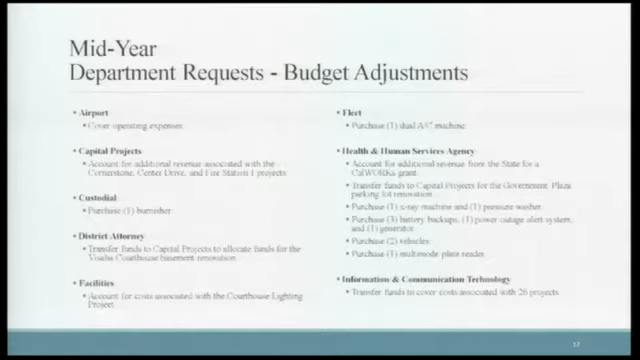 Mid-Year
Department Requests - Budget Adjustments
• Airport
• Cover operating expenses.
• Capital Projects
• Account for additional revenue associated with the
Cornerstone, Center Drive, and Fire Station 1 projects
• Custodial
• Purchase (1) burnisher
• District Attorney
• Transfer funds to Capital Projects to allocate funds for the
Visalia Courthouse basement renovation.
• Facilities
• Account for costs associated with the Courthouse Lighting
Project.
• Fleet
• Purchase (1) dual A/C machine
• Health & Human Services Agency
• Account for additional revenue from the State for a
CalWORKs grant.
• Transfer funds to Capital Projects for the Government Plaza
parking lot renovation.
• Purchase (1) x-ray machine and (1) pressure washer.
• Purchase (3) battery backups, (1) power outage alert system,
and (1) generator.
• Purchase (2) vehicles.
• Purchase (1) multimode plate reader.
• Information & Communication Technology
• Transfer funds to cover costs associated with 26 projects.